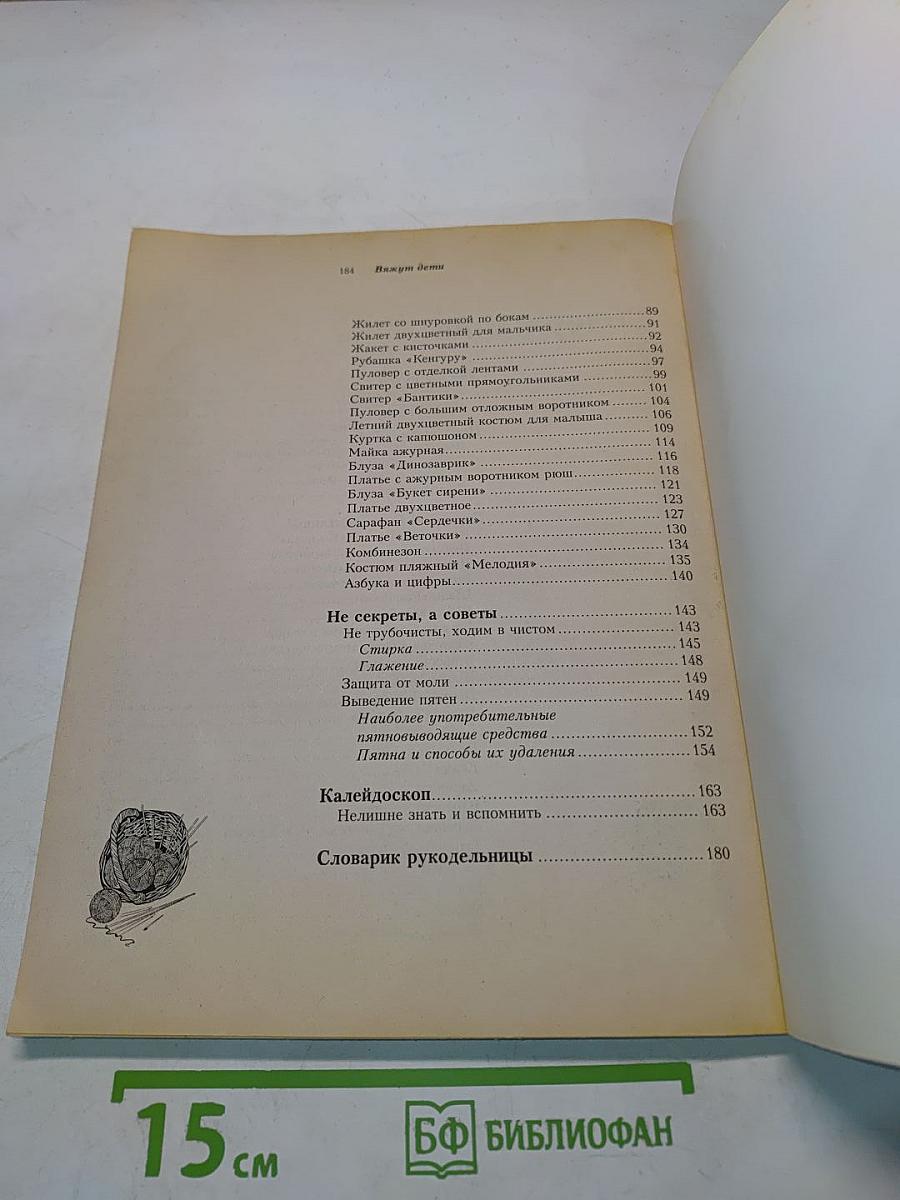 184 Вяжут дети
Жилет со шнуровкой по бокам ........................ 89
Жилет двухцветный для мальчика ........................ 91
Жакет с кисточками ........................ 92
Рубашка «Кенгуру» ........................ 94
Пуловер с отделкой лентами ........................ 97
Свитер с цветными прямоугольниками ........................ 99
Свитер «Бантики» ........................ 101
Пуловер с большим отложным воротником ........................ 104
Летний двухцветный костюм для малыша ........................ 106
Куртка с капюшоном ........................ 109
Майка ажурная ........................ 114
Блуза «Динозаврик» ........................ 116
Платье с ажурным воротником рюш ........................ 118
Блуза «Букет сирени» ........................ 121
Платье двухцветное ........................ 123
Сарафан «Сердечки» ........................ 127
Платье «Веточки» ........................ 130
Комбинезон ........................ 134
Костюм пляжный «Мелодия» ........................ 135
Азбука и цифры ........................ 140
Не секреты, а советы ........................ 143
Не трубочисты, ходим в чистом ........................ 143
Стирка ........................ 145
Глажение ........................ 148
Защита от моли ........................ 149
Выведение пятен ........................ 149
Наиболее употребительные
пятновыводящие средства ........................ 152
Пятна и способы их удаления ........................ 154
Калейдоскоп ........................ 163
Нелишне знать и вспомнить ........................ 163
Словарик рукодельницы ........................ 180
15 см
БФ БИБЛИОФАН